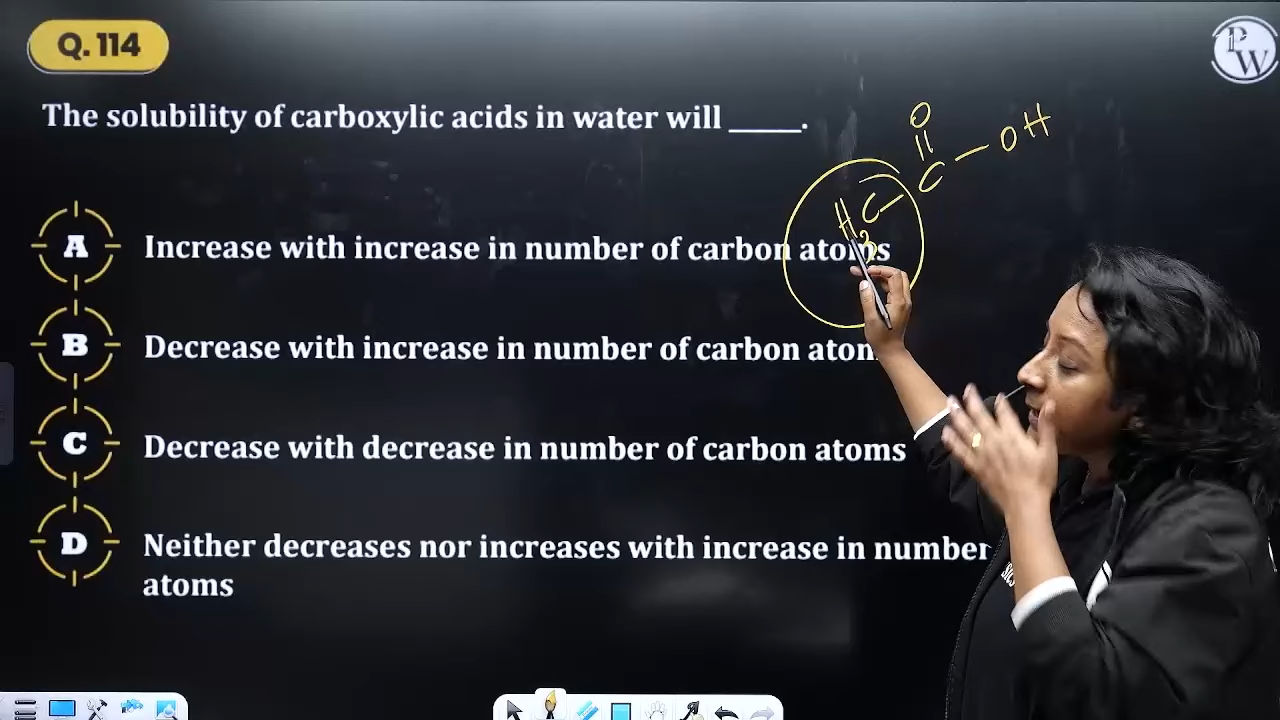 Q. 114
PW
The solubility of carboxylic acids in water will _____.
O
||
H3C – C – OH
A Increase with increase in number of carbon atoms
B Decrease with increase in number of carbon atom
C Decrease with decrease in number of carbon atoms
D Neither decreases nor increases with increase in number
atoms